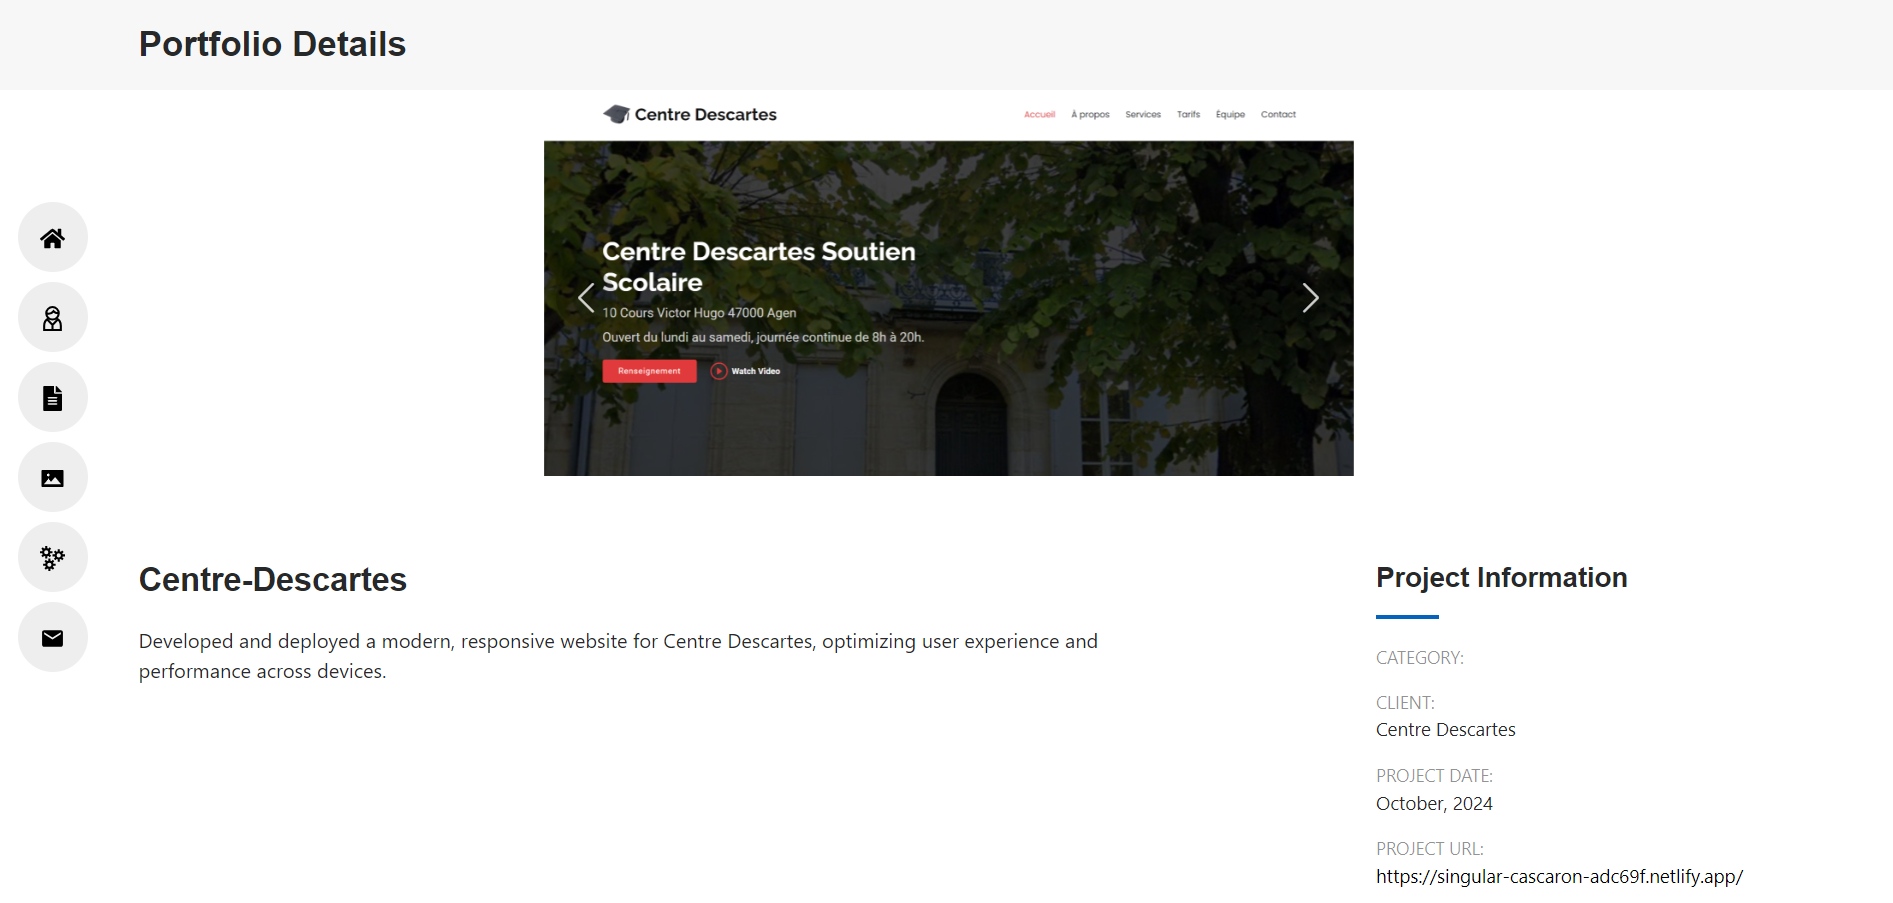 Portfolio Details
Centre Descartes
Accueil À propos Services Tarifs Équipe Contact
Centre Descartes Soutien
Scolaire
10 Cours Victor Hugo 47000 Agen
Ouvert du lundi au samedi, journée continue de 8h à 20h.
Renseignement Watch Video
Centre-Descartes
Developed and deployed a modern, responsive website for Centre Descartes, optimizing user experience and
performance across devices.
Project Information
CATEGORY:
CLIENT:
Centre Descartes
PROJECT DATE:
October, 2024
PROJECT URL:
https://singular-cascaron-adc69f.netlify.app/